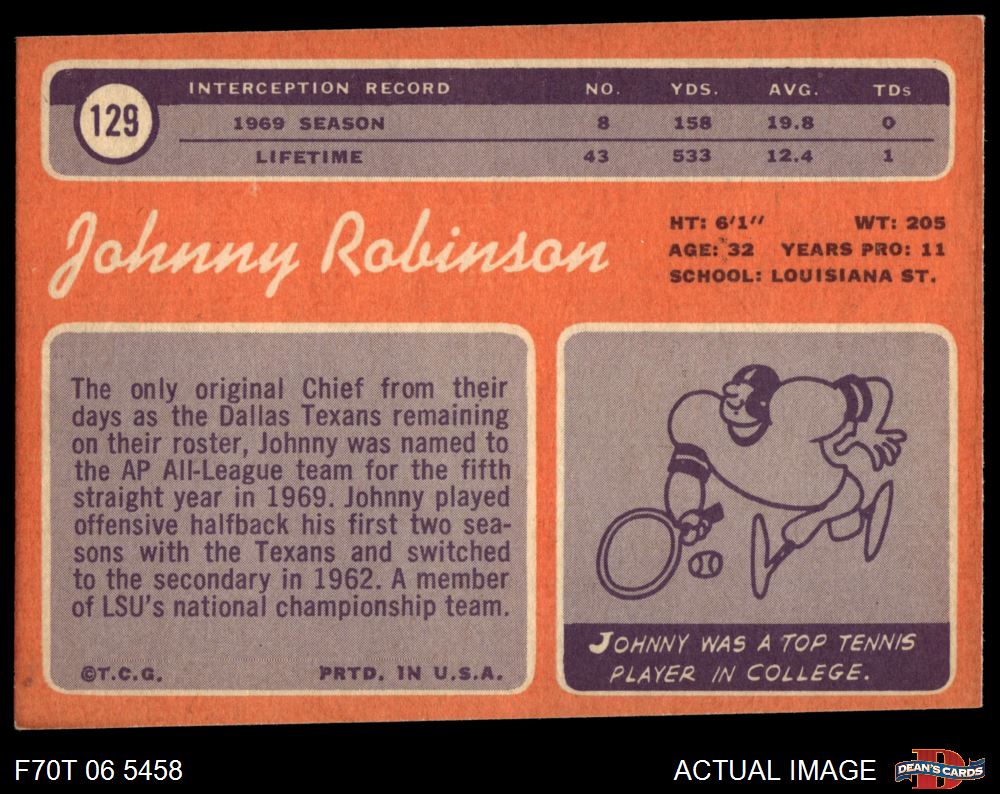 129
INTERCEPTION RECORD NO. YDS. AVG. TDs
1969 SEASON 8 158 19.8 0
LIFETIME 43 533 12.4 1
Johnny Robinson
HT: 6'1" WT: 205
AGE: 32 YEARS PRO: 11
SCHOOL: LOUISIANA ST.
The only original Chief from their
days as the Dallas Texans remaining
on their roster, Johnny was named to
the AP All-League team for the fifth
straight year in 1969. Johnny played
offensive halfback his first two sea-
sons with the Texans and switched
to the secondary in 1962. A member
of LSU's national championship team.
©T.C.G. PRTD. IN U.S.A.
JOHNNY WAS A TOP TENNIS
PLAYER IN COLLEGE.
F70T 06 5458
ACTUAL IMAGE
D
DEAN'S CARDS